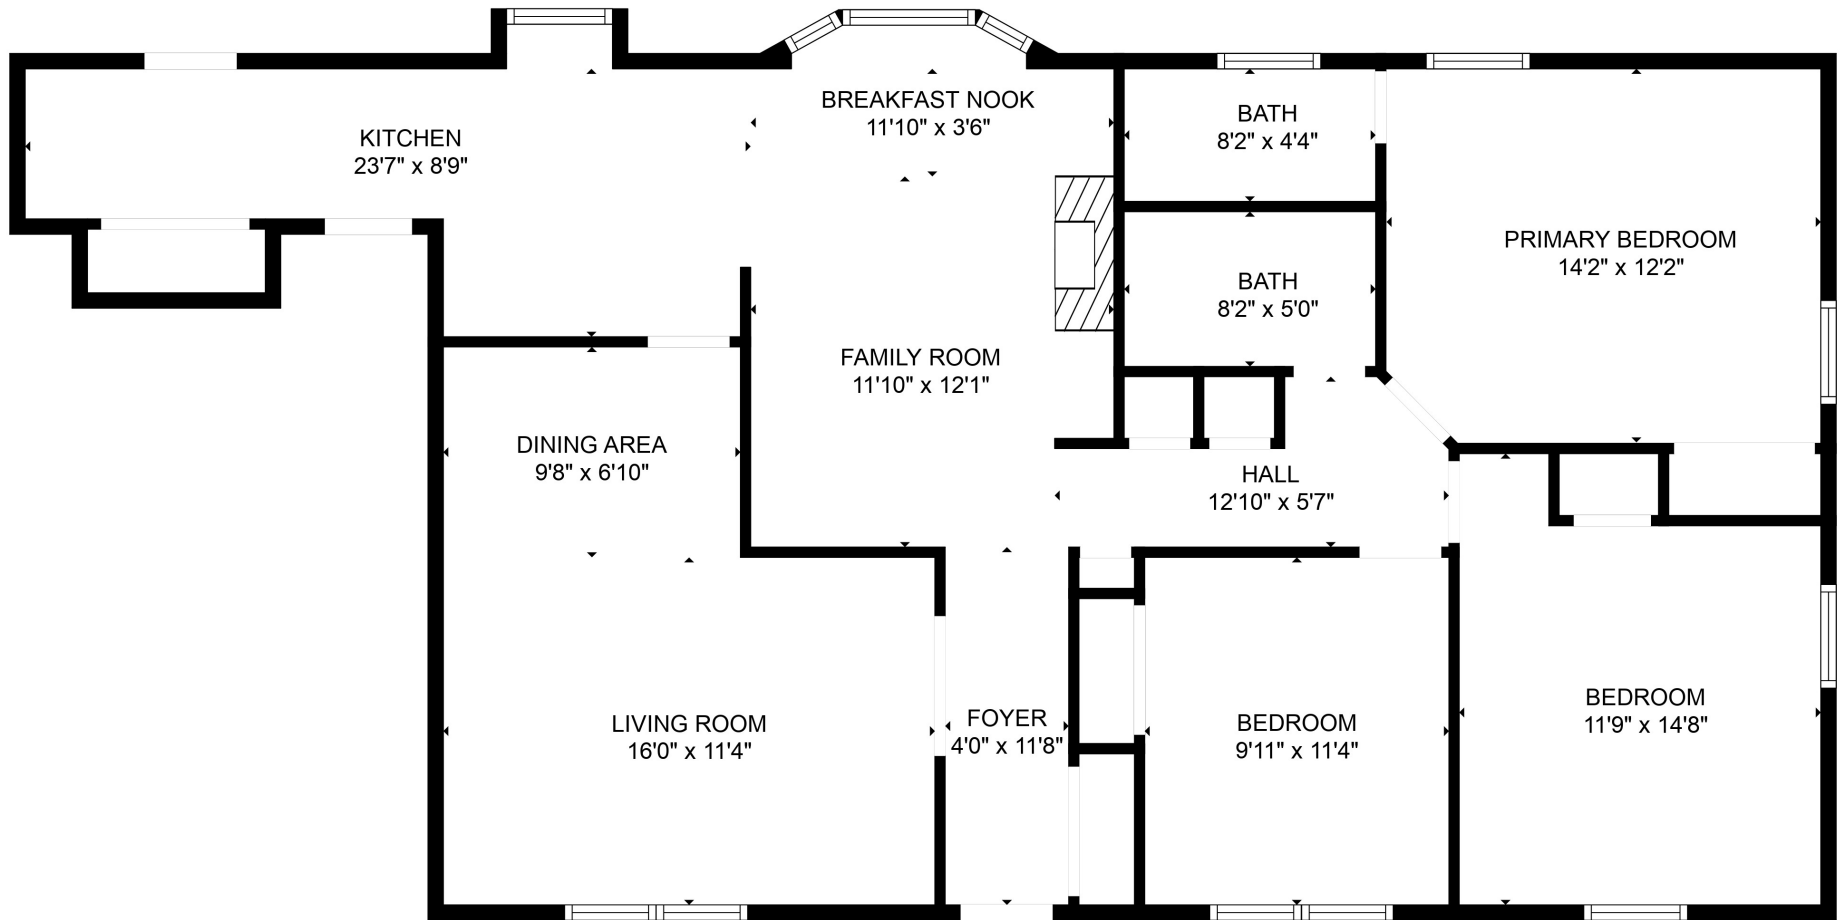 BREAKFAST NOOK
11'10" x 3'6"
BATH
8'2" x 4'4"
KITCHEN
23'7" x 8'9"
PRIMARY BEDROOM
14'2" x 12'2"
BATH
8'2" x 5'0"
FAMILY ROOM
11'10" x 12'1"
DINING AREA
9'8" x 6'10"
HALL
12'10" x 5'7"
BEDROOM
11'9" x 14'8"
LIVING ROOM
16'0" x 11'4"
FOYER
4'0" x 11'8"
BEDROOM
9'11" x 11'4"